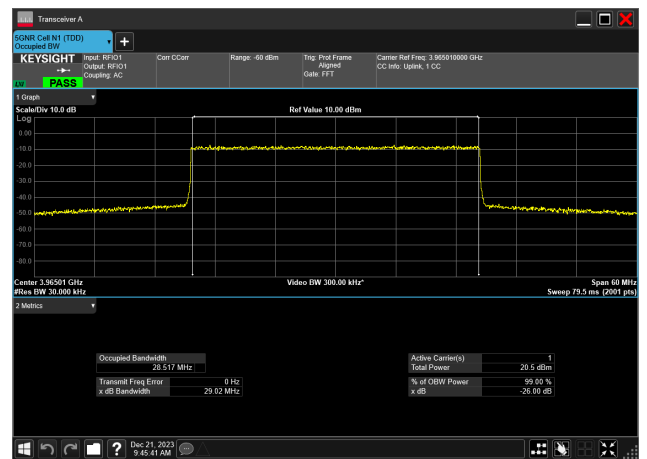 Transceiver A
5GNR Cell N1 (TDD)
Occupied BW
KEYSIGHT
Input: RFIO1
Output: RFIO1
Coupling: AC
Corr CCorr
Range: -60 dBm
Trig: Prot Frame
Aligned
Gate: FFT
Carrier Ref Freq: 3.965010000 GHz
CC Info: Uplink, 1 CC
PASS
1 Graph
Scale/Div 10.0 dB
Ref Value 10.00 dBm
Log
0.00
-10.0
-20.0
-30.0
-40.0
-50.0
-60.0
-70.0
-80.0
Center 3.96501 GHz
Video BW 300.00 kHz*
Span 60 MHz
#Res BW 30.000 kHz
Sweep 79.5 ms (2001 pts)
2 Metrics
Occupied Bandwidth
28.517 MHz
Active Carrier(s) 1
Total Power 20.5 dBm
Transmit Freq Error 0 Hz
x dB Bandwidth 29.02 MHz
% of OBW Power 99.00 %
x dB -26.00 dB
Dec 21, 2023
9:45:41 AM